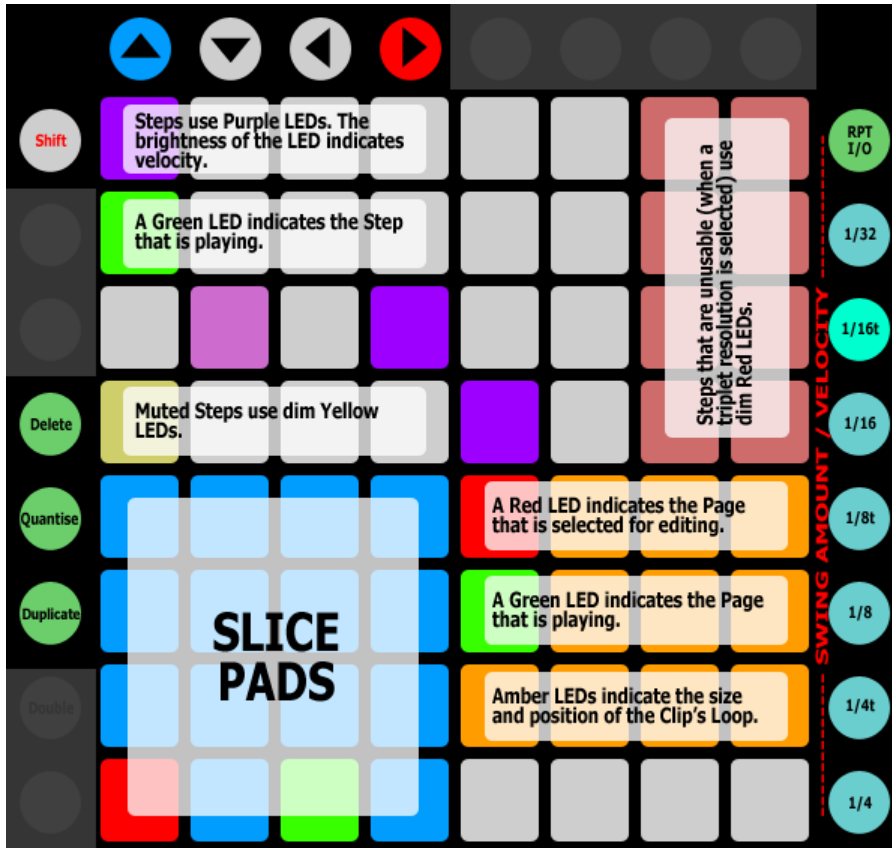 Shift
Steps use Purple LEDs. The
brightness of the LED indicates
velocity.
Steps that are unusable (when a
triplet resolution is selected) use
dim Red LEDs.
RPT
I/O
A Green LED indicates the Step
that is playing.
1/32
1/16t
Delete
Muted Steps use dim Yellow
LEDs.
1/16
SWING AMOUNT / VELOCITY
Quantise
A Red LED indicates the Page
that is selected for editing.
1/8t
Duplicate
SLICE
PADS
A Green LED indicates the Page
that is playing.
1/8
Double
Amber LEDs indicate the size
and position of the Clip's Loop.
1/4t
1/4